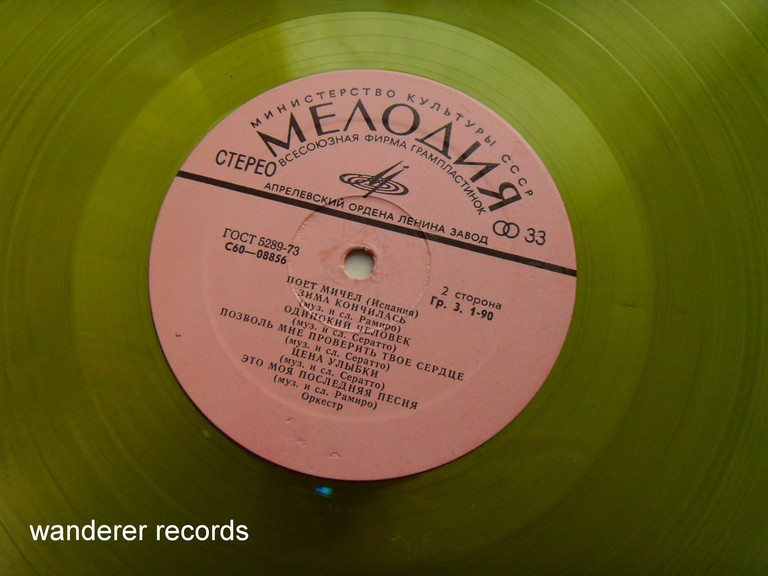 МИНИСТЕРСТВО КУЛЬТУРЫ СССР
МЕЛОДИЯ
ВСЕСОЮЗНАЯ ФИРМА ГРАМПЛАСТИНОК
СТЕРЕО
АПРЕЛЕВСКИЙ ОРДЕНА ЛЕНИНА ЗАВОД
33
ГОСТ 5289-73
С60—08856
2 сторона
Гр. 3. 1-90
ПОЕТ МИЧЕЛ (Испания)
ЗИМА КОНЧИЛАСЬ
(муз. и сл. Рамиро)
ОДИНОКИЙ ЧЕЛОВЕК
(муз. и сл. Сератто)
ПОЗВОЛЬ МНЕ ПРОВЕРИТЬ ТВОЕ СЕРДЦЕ
(муз. и сл. Сератто)
ЦЕНА УЛЫБКИ
(муз. и сл. Сератто)
ЭТО МОЯ ПОСЛЕДНЯЯ ПЕСНЯ
(муз. и сл. Рамиро)
Оркестр
wanderer records